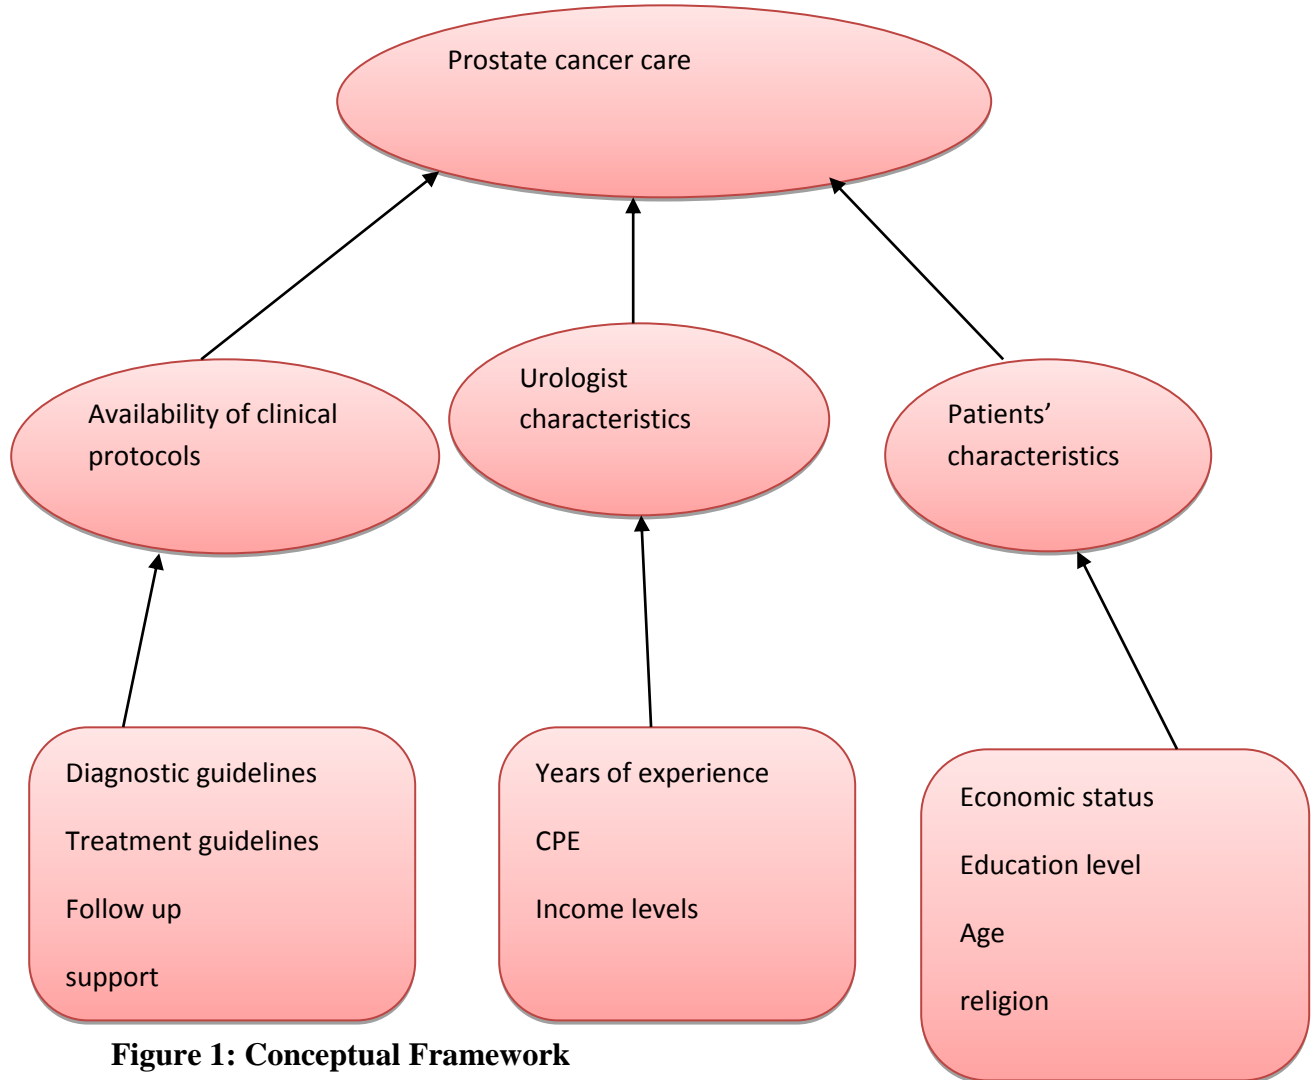 Prostate cancer care
Availability of clinical
protocols
Urologist
characteristics
Patients’
characteristics
Diagnostic guidelines
Treatment guidelines
Follow up
support
Years of experience
CPE
Income levels
Economic status
Education level
Age
religion
Figure 1: Conceptual Framework